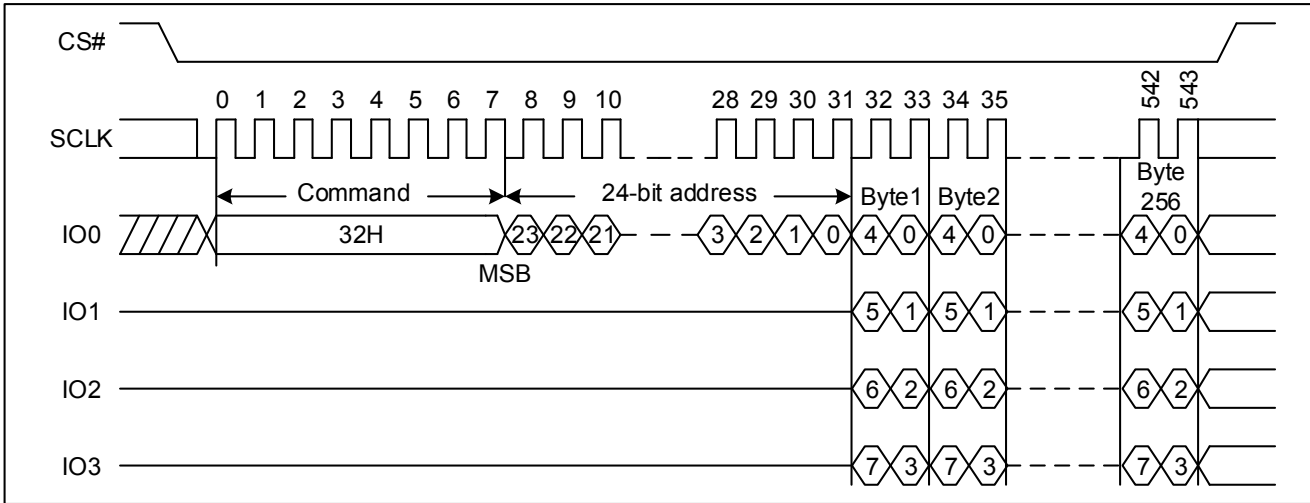 CS#
0 1 2 3 4 5 6 7 8 9 10 28 29 30 31 32 33 34 35 542 543
SCLK
Command 24-bit address Byte1 Byte2 Byte
256
IO0 32H 23 22 21 3 2 1 0 4 0 4 0 4 0
MSB
IO1 5 1 5 1 5 1
IO2 6 2 6 2 6 2
IO3 7 3 7 3 7 3